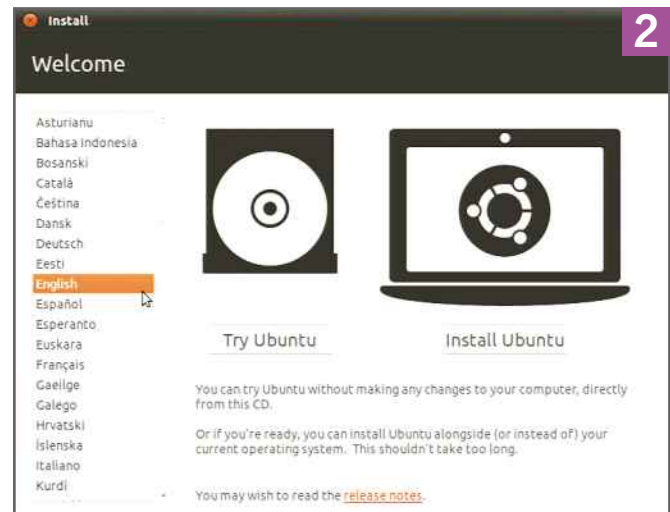 Install
2
Welcome
Asturianu
Bahasa Indonesia
Bosanski
Català
Čeština
Dansk
Deutsch
Eesti
English
Español
Esperanto
Euskara
Français
Gaeilge
Galego
Hrvatski
Íslenska
Italiano
Kurdî
Try Ubuntu
Install Ubuntu
You can try Ubuntu without making any changes to your computer, directly
from this CD.
Or if you're ready, you can install Ubuntu alongside (or instead of) your
current operating system. This shouldn't take too long.
You may wish to read the release notes.